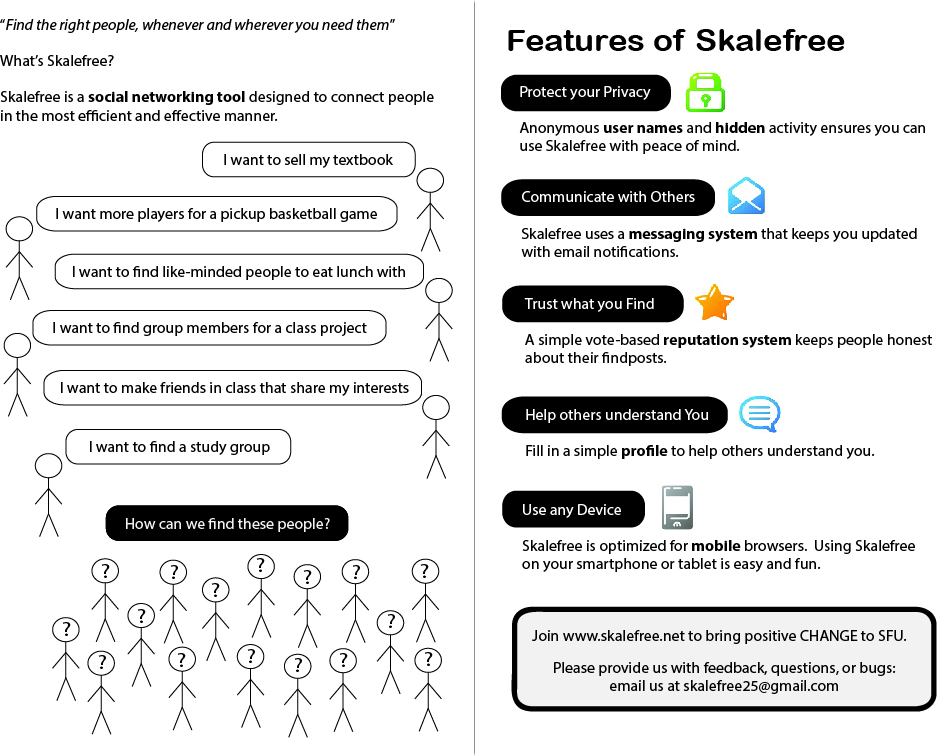 “Find the right people, whenever and wherever you need them”
What’s Skalefree?
Skalefree is a social networking tool designed to connect people
in the most efficient and effective manner.
I want to sell my textbook
I want more players for a pickup basketball game
I want to find like-minded people to eat lunch with
I want to find group members for a class project
I want to make friends in class that share my interests
I want to find a study group
How can we find these people?
? ? ? ? ? ? ?
? ? ? ?
? ? ? ? ? ?
Features of Skalefree
Protect your Privacy
Anonymous user names and hidden activity ensures you can
use Skalefree with peace of mind.
Communicate with Others
Skalefree uses a messaging system that keeps you updated
with email notifications.
Trust what you Find
A simple vote-based reputation system keeps people honest
about their findposts.
Help others understand You
Fill in a simple profile to help others understand you.
Use any Device
Skalefree is optimized for mobile browsers.  Using Skalefree
on your smartphone or tablet is easy and fun.
Join www.skalefree.net to bring positive CHANGE to SFU.
Please provide us with feedback, questions, or bugs:
email us at skalefree25@gmail.com